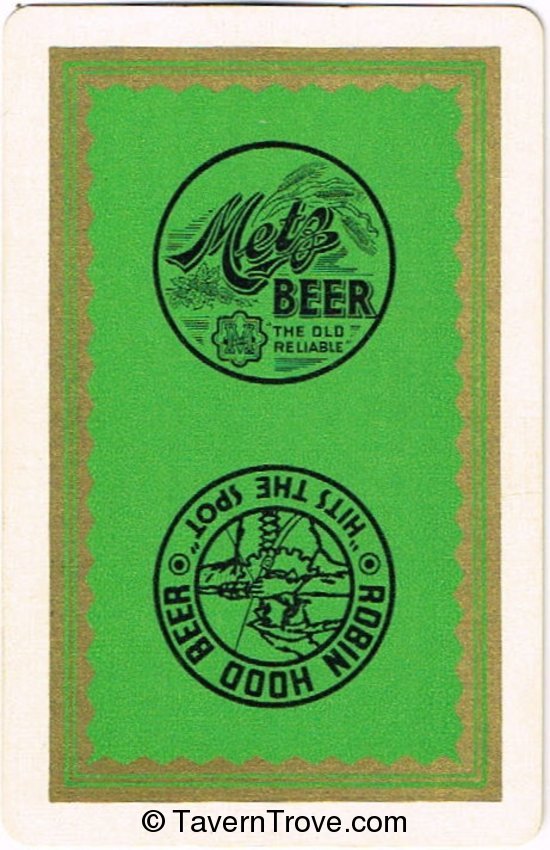 Metz
BEER
M
"THE OLD
RELIABLE"
ROBIN HOOD BEER
"HITS THE SPOT"
© TavernTrove.com